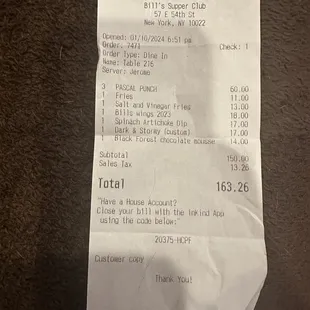 Bill's Supper Club
57 E 54th St
New York, NY 10022
Opened: 01/10/2024 6:51 pm
Order: 7471 Check: 1
Order Type: Dine In
Name: Table 216
Server: Jerome
3 PASCAL PUNCH 60.00
1 Fries 11.00
1 Salt and Vinegar Fries 13.00
1 Bills wings 2023 18.00
1 Spinach Artichoke Dip 17.00
1 Dark & Stormy (custom) 17.00
1 Black Forest chocolate mousse 14.00
Subtotal 150.00
Sales Tax 13.26
Total 163.26
"Have a House Account?
Close your bill with the inKind App
using the code below:"
20375 HCPF
Customer copy
Thank You!